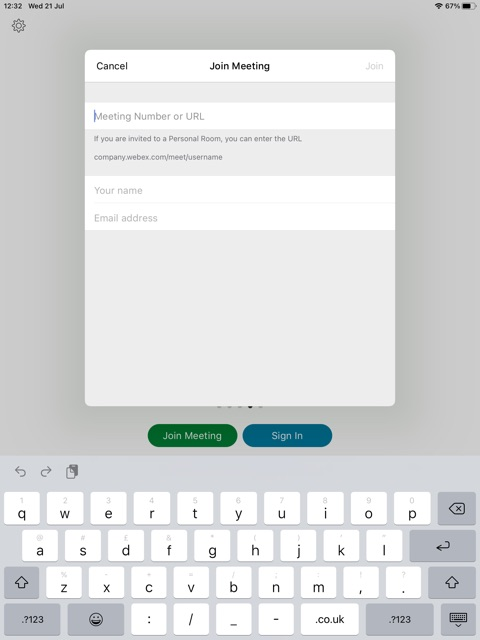 12:32 Wed 21 Jul 67%
Cancel Join Meeting Join
Meeting Number or URL
If you are invited to a Personal Room, you can enter the URL
company.webex.com/meet/username
Your name
Email address
Join Meeting Sign In
1 2 3 4 5 6 7 8 9 0
q w e r t y u i o p
@ # £ & * ( ) ' "
a s d f g h j k l
% - + = / ; : ! ?
z x c v b n m , .
.?123 : / _ - .co.uk .?123